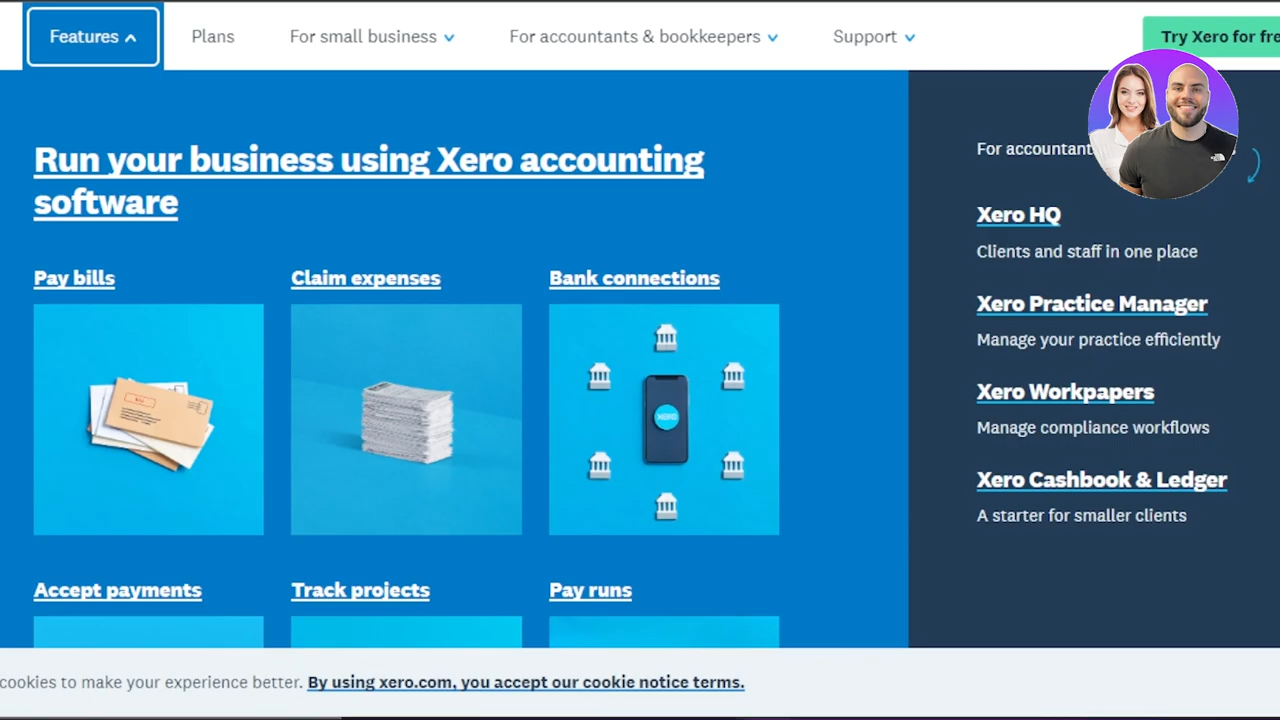 Features
Plans
For small business
For accountants & bookkeepers
Support
Try Xero for
Run your business using Xero accounting
software
Pay bills
Claim expenses
Bank connections
XERO
Accept payments
Track projects
Pay runs
For
Xero HQ
Clients and staff in one place
Xero Practice Manager
Manage your practice efficiently
Xero Workpapers
Manage compliance workflows
Xero Cashbook & Ledger
A starter for smaller clients
cookies to make your experience better. By using xero.com, you accept our cookie notice terms.